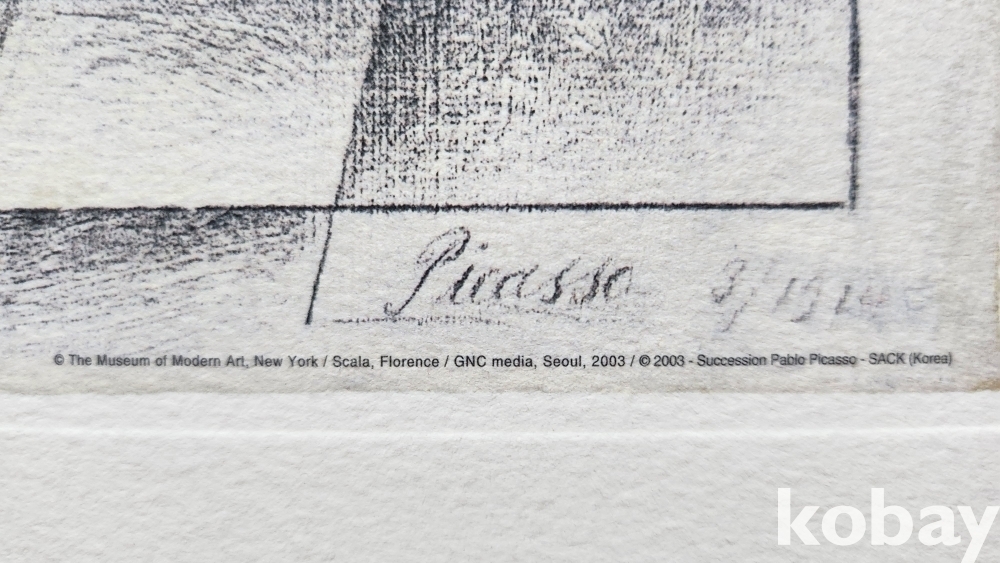 Picasso
© The Museum of Modern Art, New York / Scala, Florence / GNC media, Seoul, 2003 / © 2003 - Succession Pablo Picasso - SACK (Korea)
kobay